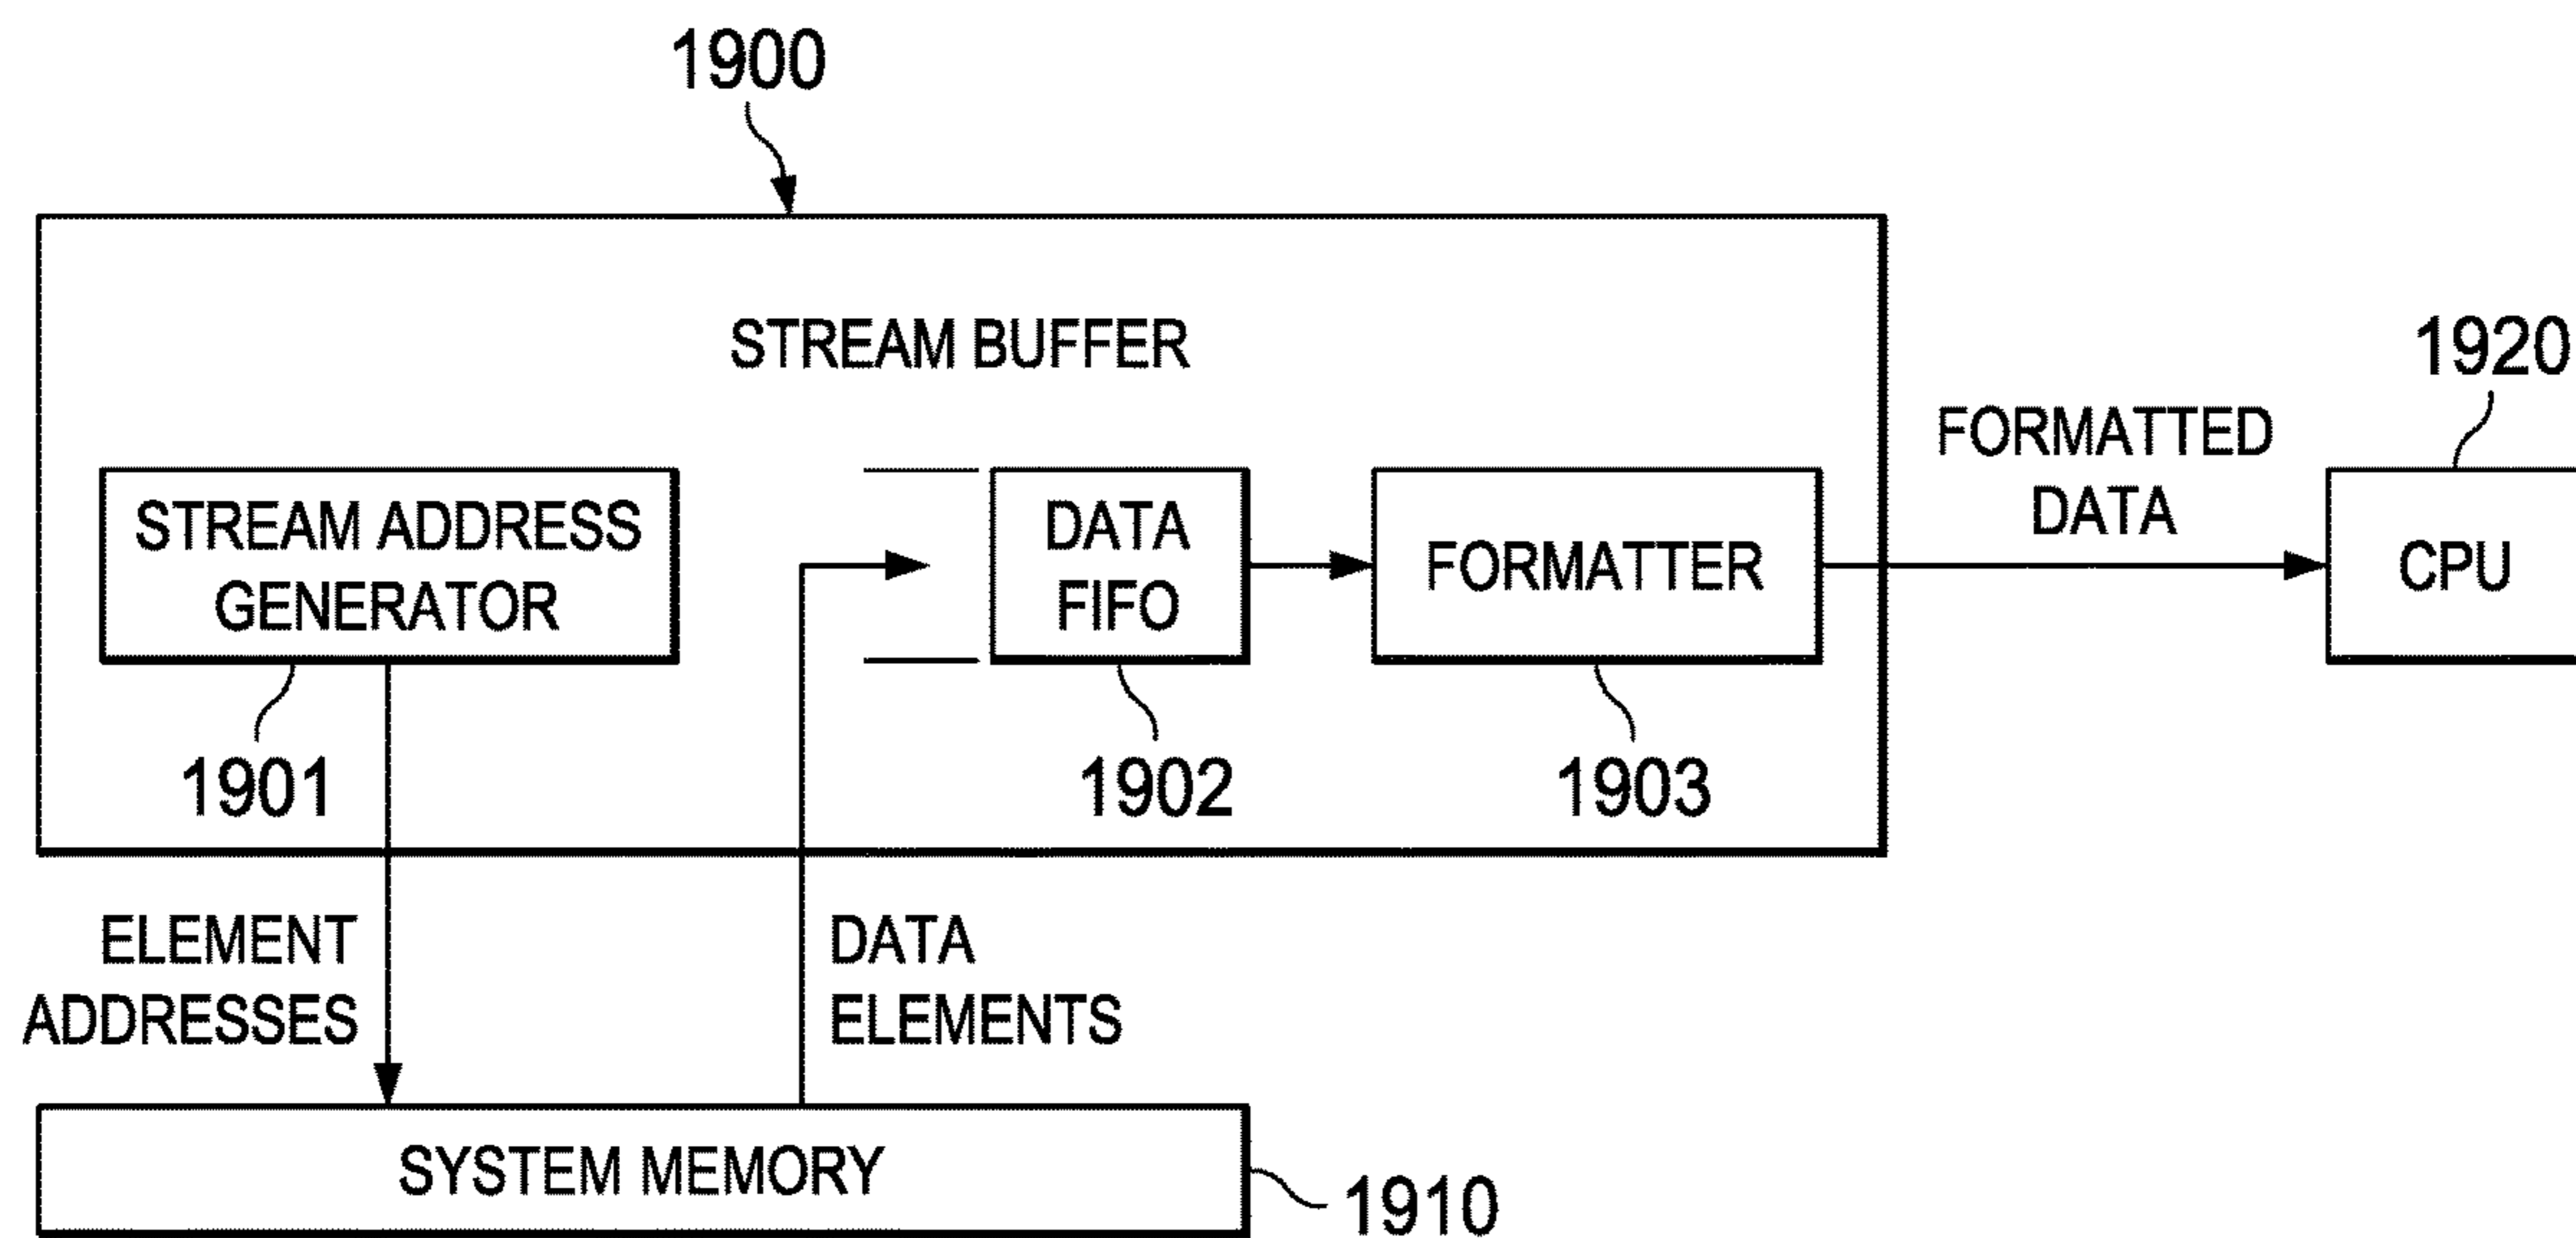 1900
STREAM BUFFER
1920
FORMATTED
DATA
STREAM ADDRESS
GENERATOR
DATA
FIFO
FORMATTER
CPU
1901
1902
1903
ELEMENT
ADDRESSES
DATA
ELEMENTS
SYSTEM MEMORY
1910